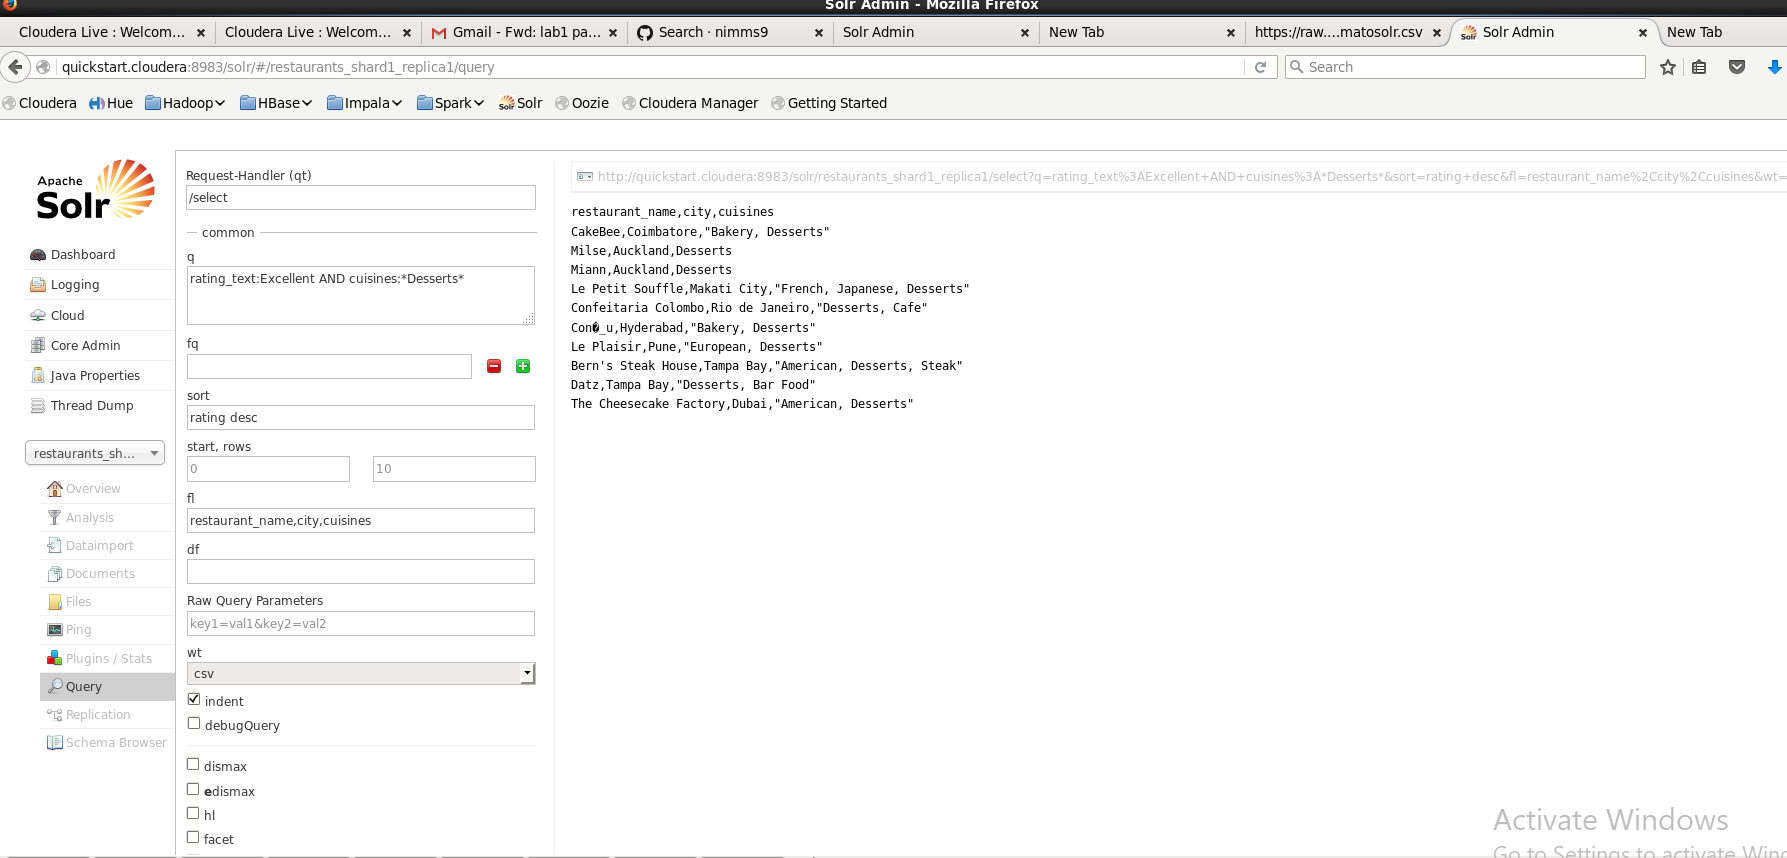 Solr Admin - Mozilla Firefox
Cloudera Live : Welcom...
Cloudera Live : Welcom...
Gmail - Fwd: lab1 pa...
Search · nimms9
Solr Admin
New Tab
https://raw....matosolr.csv
Solr Admin
New Tab
quickstart.cloudera:8983/solr/#/restaurants_shard1_replica1/query
Search
Cloudera
Hue
Hadoop
HBase
Impala
Spark
Solr
Oozie
Cloudera Manager
Getting Started
Apache
Solr
Dashboard
Logging
Cloud
Core Admin
Java Properties
Thread Dump
restaurants_sh...
Overview
Analysis
Dataimport
Documents
Files
Ping
Plugins / Stats
Query
Replication
Schema Browser
Request-Handler (qt)
/select
common
q
rating_text:Excellent AND cuisines:*Desserts*
fq
sort
rating desc
start, rows
0
10
fl
restaurant_name,city,cuisines
df
Raw Query Parameters
key1=val1&key2=val2
wt
csv
indent
debugQuery
dismax
edismax
hl
facet
http://quickstart.cloudera:8983/solr/restaurants_shard1_replica1/select?q=rating_text%3AExcellent+AND+cuisines%3A*Desserts*&sort=rating+desc&fl=restaurant_name%2Ccity%2Ccuisines&wt=
restaurant_name,city,cuisines
CakeBee,Coimbatore,"Bakery, Desserts"
Milse,Auckland,Desserts
Miann,Auckland,Desserts
Le Petit Souffle,Makati City,"French, Japanese, Desserts"
Confeitaria Colombo,Rio de Janeiro,"Desserts, Cafe"
Con�_u,Hyderabad,"Bakery, Desserts"
Le Plaisir,Pune,"European, Desserts"
Bern's Steak House,Tampa Bay,"American, Desserts, Steak"
Datz,Tampa Bay,"Desserts, Bar Food"
The Cheesecake Factory,Dubai,"American, Desserts"
Activate Windows
Go to Settings to activate Win